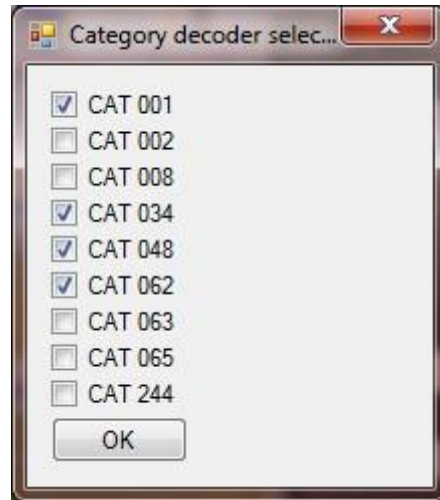 Category decoder selec...
CAT 001
CAT 002
CAT 008
CAT 034
CAT 048
CAT 062
CAT 063
CAT 065
CAT 244
OK